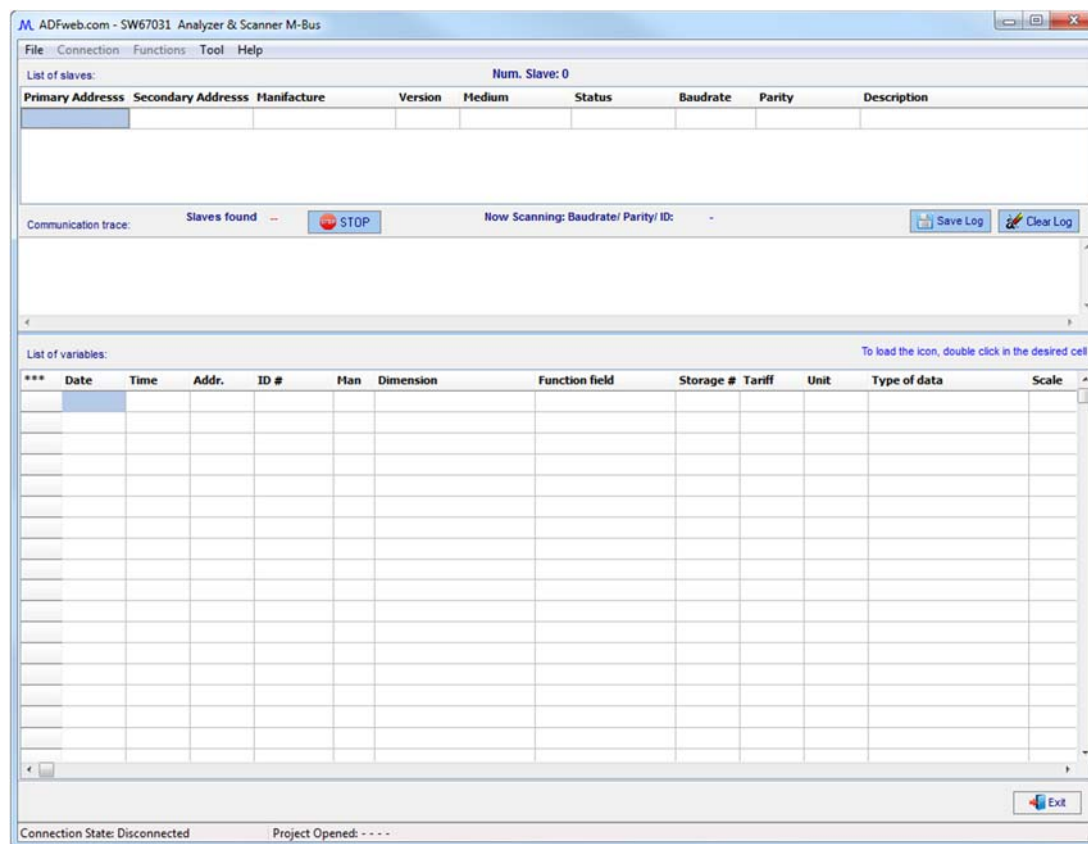 ADFweb.com - SW67031 Analyzer & Scanner M-Bus
File Connection Functions Tool Help
List of slaves: Num. Slave: 0
Primary Addresss Secondary Addresss Manifacture Version Medium Status Baudrate Parity Description
Communication trace: Slaves found -- STOP Now Scanning: Baudrate/ Parity/ ID: - Save Log Clear Log
List of variables: To load the icon, double click in the desired cell
*** Date Time Addr. ID # Man Dimension Function field Storage # Tariff Unit Type of data Scale
Exit
Connection State: Disconnected Project Opened: - - - -